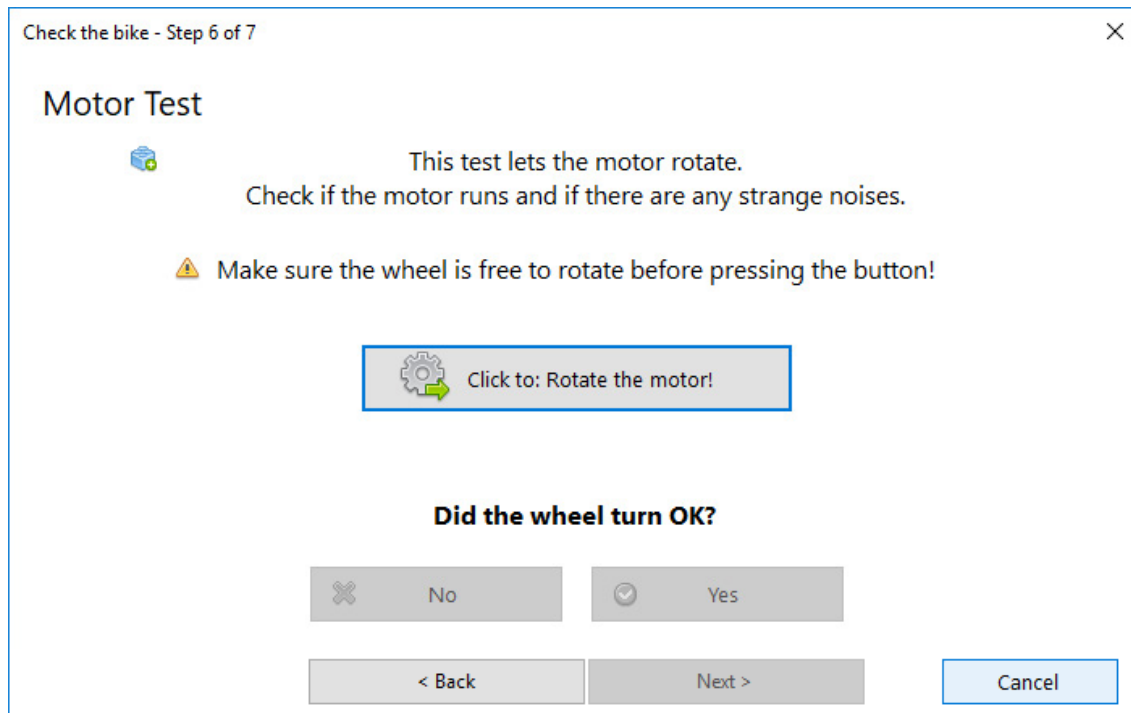 Check the bike - Step 6 of 7
Motor Test
This test lets the motor rotate.
Check if the motor runs and if there are any strange noises.
Make sure the wheel is free to rotate before pressing the button!
Click to: Rotate the motor!
Did the wheel turn OK?
No
Yes
< Back
Next >
Cancel